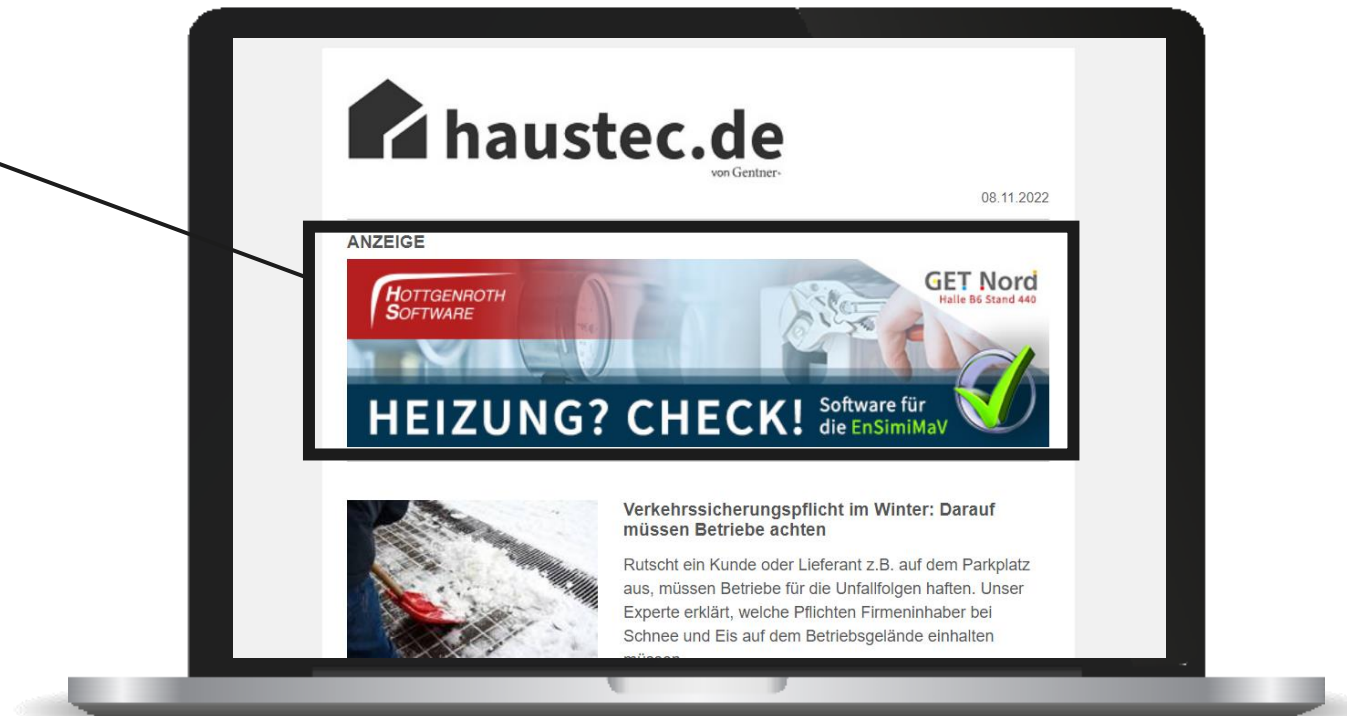 haustec.de
von Gentner-
08.11.2022
ANZEIGE
HOTTGENROTH
SOFTWARE
GET Nord
Halle B6 Stand 440
HEIZUNG? CHECK!
Software für
die EnSimiMaV
Verkehrssicherungspflicht im Winter: Darauf
müssen Betriebe achten
Rutscht ein Kunde oder Lieferant z.B. auf dem Parkplatz
aus, müssen Betriebe für die Unfallfolgen haften. Unser
Experte erklärt, welche Pflichten Firmeninhaber bei
Schnee und Eis auf dem Betriebsgelände einhalten